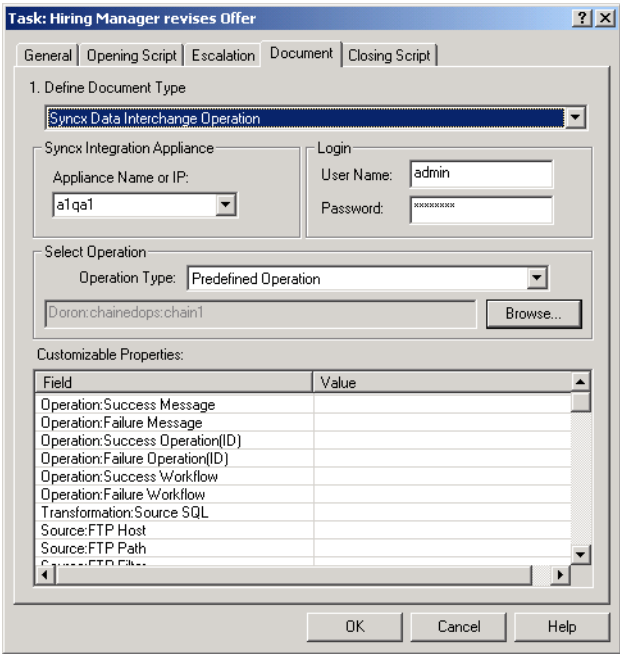 Task: Hiring Manager revises Offer
General Opening Script Escalation Document Closing Script
1. Define Document Type
Syncx Data Interchange Operation
Syncx Integration Appliance Login
Appliance Name or IP: User Name: admin
a1qa1 Password: xxxxxxxx
Select Operation
Operation Type: Predefined Operation
Doron:chainedops:chain1 Browse...
Customizable Properties:
Field Value
Operation:Success Message
Operation:Failure Message
Operation:Success Operation(ID)
Operation:Failure Operation(ID)
Operation:Success Workflow
Operation:Failure Workflow
Transformation:Source SQL
Source:FTP Host
Source:FTP Path
Source:FTP Filter
OK Cancel Help